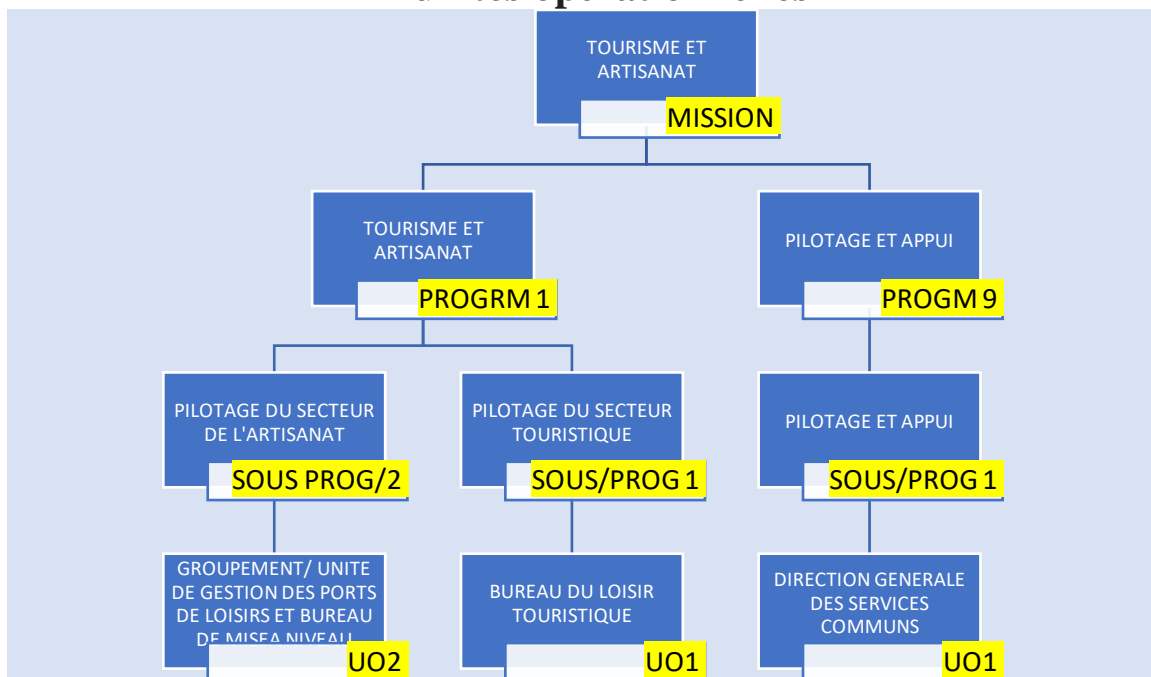 TOURISME ET
ARTISANAT
MISSION
TOURISME ET
ARTISANAT
PROGRM 1
PILOTAGE ET APPUI
PROGM 9
PILOTAGE DU SECTEUR
DE L'ARTISANAT
SOUS PROG/2
PILOTAGE DU SECTEUR
TOURISTIQUE
SOUS/PROG 1
PILOTAGE ET APPUI
SOUS/PROG 1
GROUPEMENT/ UNITE
DE GESTION DES PORTS
DE LOISIRS ET BUREAU
DE MISEA NIVEAU
UO2
BUREAU DU LOISIR
TOURISTIQUE
UO1
DIRECTION GENERALE
DES SERVICES
COMMUNS
UO1